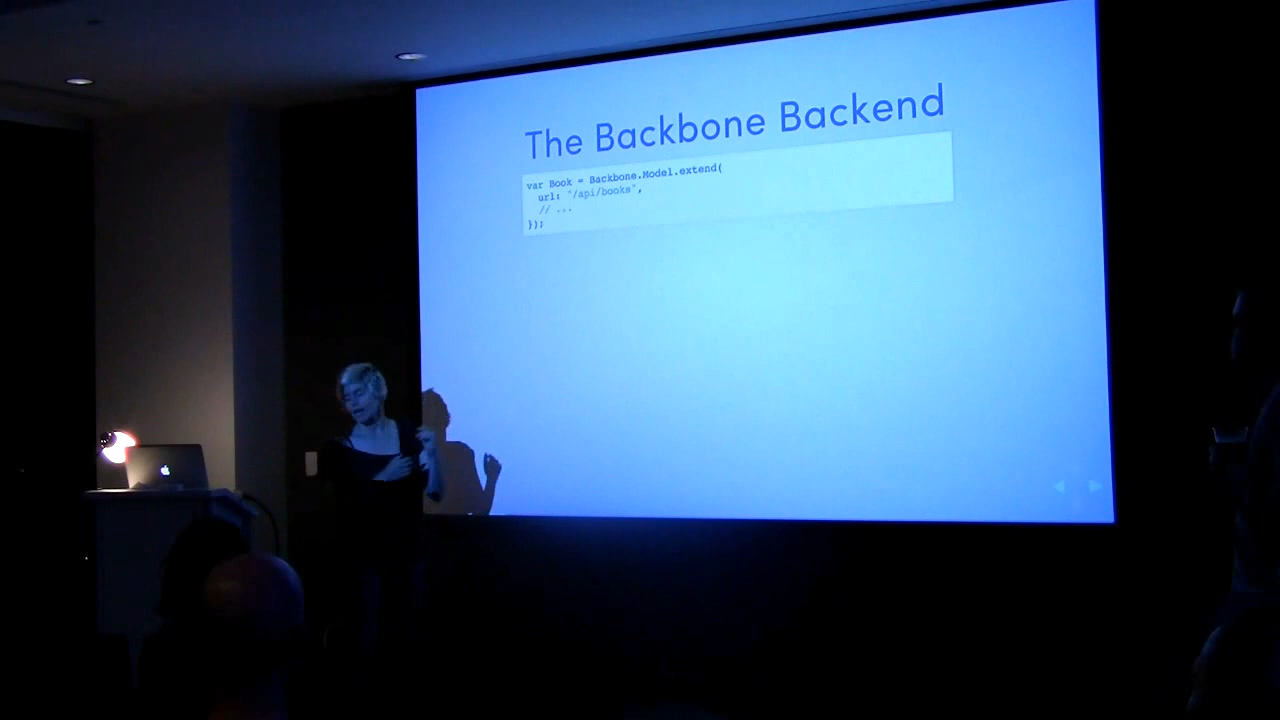 The Backbone Backend
var Book = Backbone.Model.extend(
  url: "/api/books",
  // ...
});